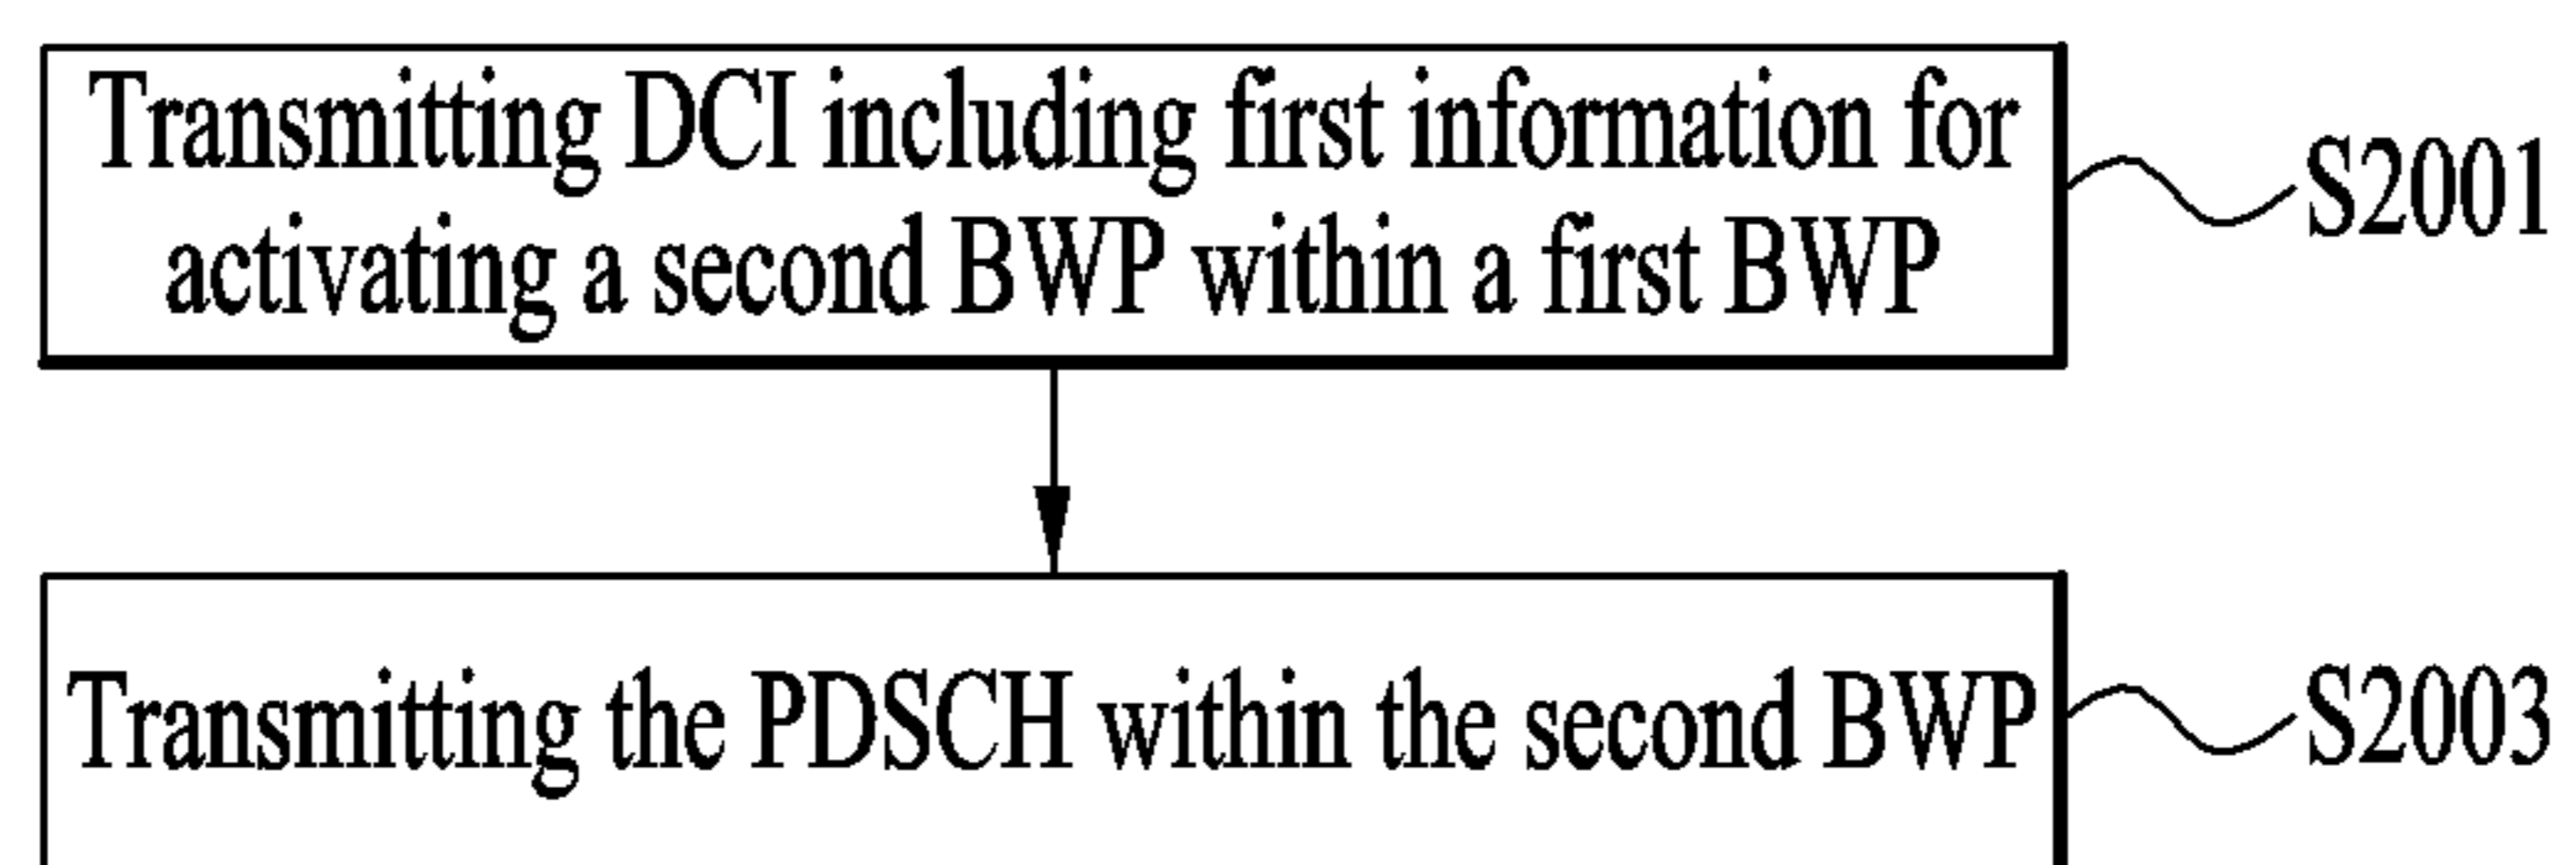 Transmitting DCI including first information for
activating a second BWP within a first BWP
S2001
Transmitting the PDSCH within the second BWP
S2003